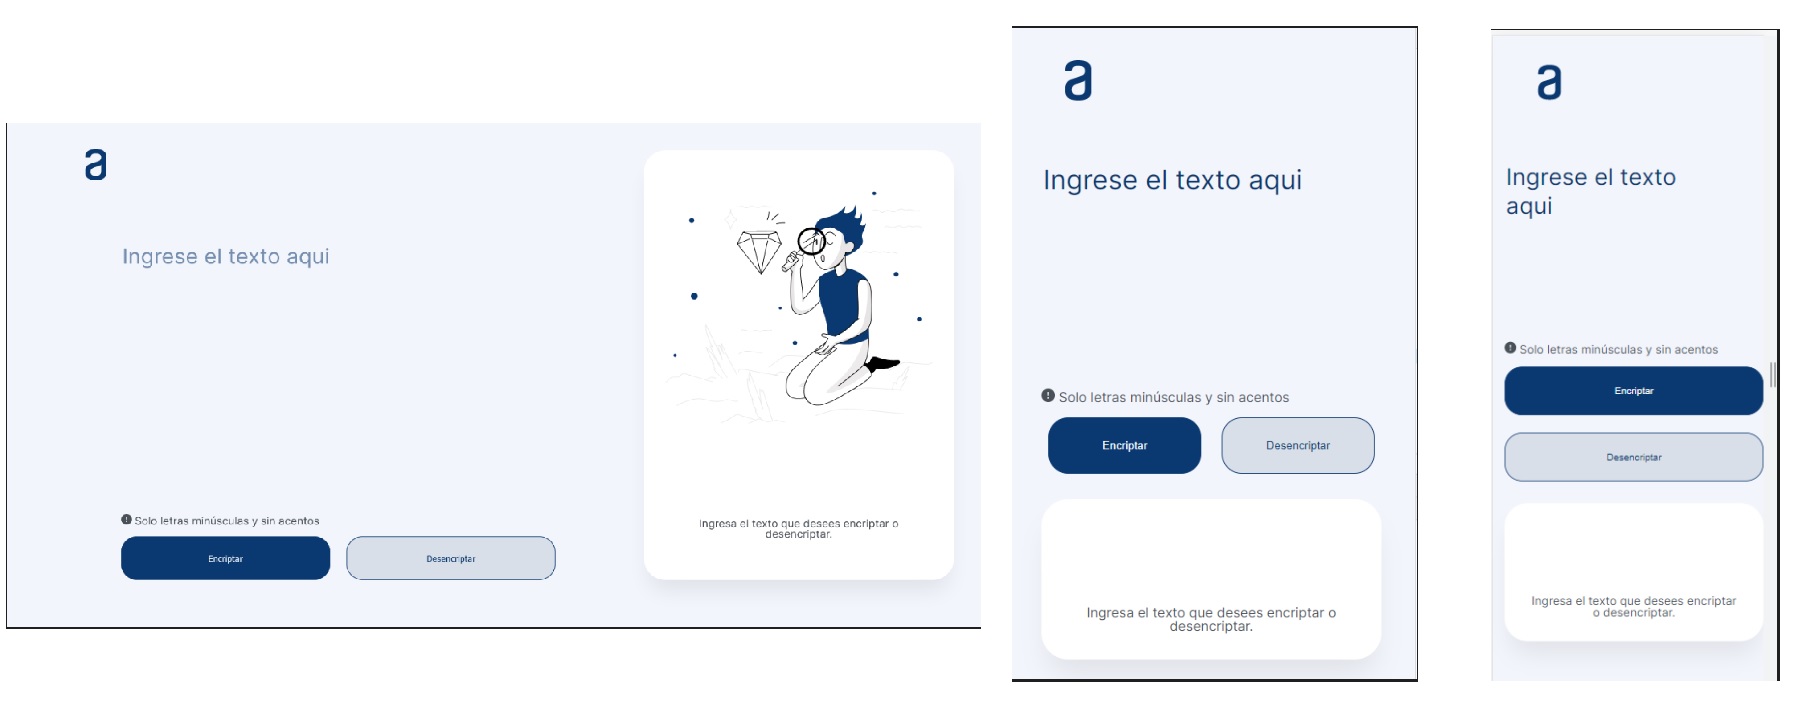 a
Ingrese el texto aqui
Solo letras minúsculas y sin acentos
Encriptar
Desencriptar
Ingresa el texto que desees encriptar o
desencriptar.
a
Ingrese el texto aqui
Solo letras minúsculas y sin acentos
Encriptar
Desencriptar
Ingresa el texto que desees encriptar o
desencriptar.
a
Ingrese el texto
aqui
Solo letras minúsculas y sin acentos
Encriptar
Desencriptar
Ingresa el texto que desees encriptar
o desencriptar.